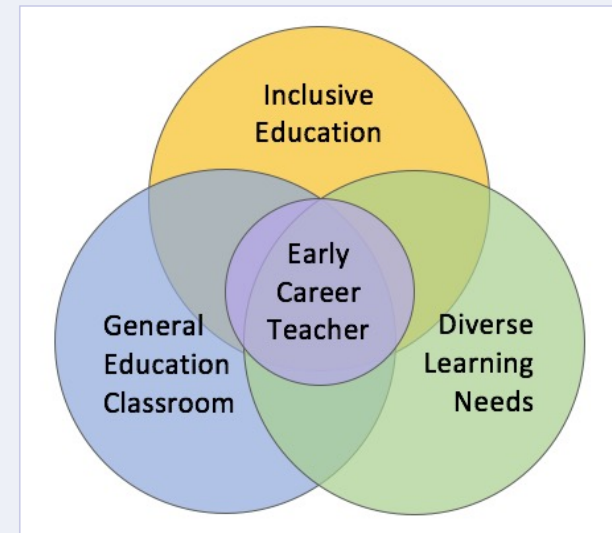 Inclusive
Education
Early
Career
Teacher
General
Education
Classroom
Diverse
Learning
Needs